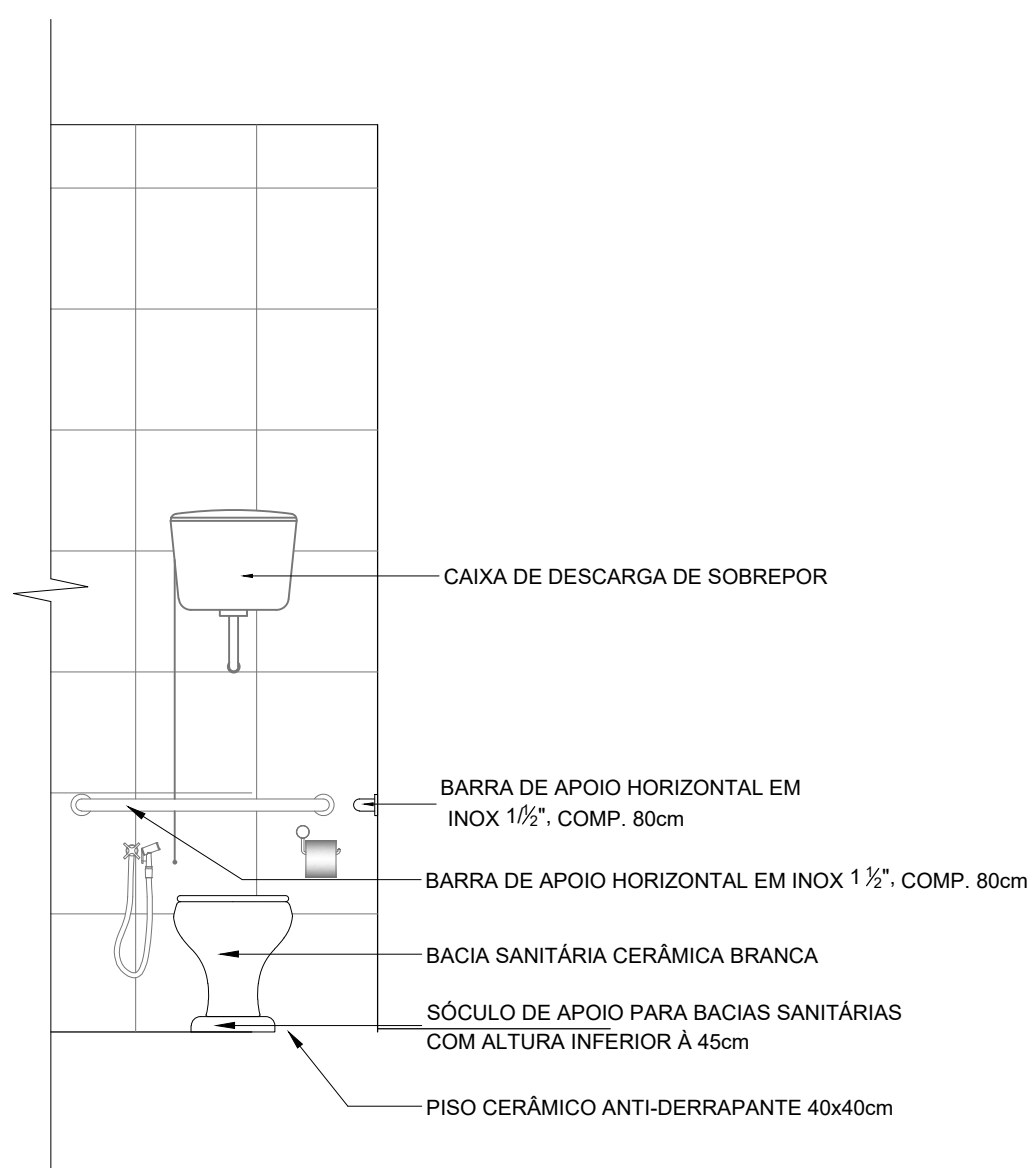 CAIXA DE DESCARGA DE SOBREPOR
BARRA DE APOIO HORIZONTAL EM
INOX 1/½", COMP. 80cm
BARRA DE APOIO HORIZONTAL EM INOX 1 ½", COMP. 80cm
BACIA SANITÁRIA CERÂMICA BRANCA
SÓCULO DE APOIO PARA BACIAS SANITÁRIAS
COM ALTURA INFERIOR À 45cm
PISO CERÂMICO ANTI-DERRAPANTE 40x40cm